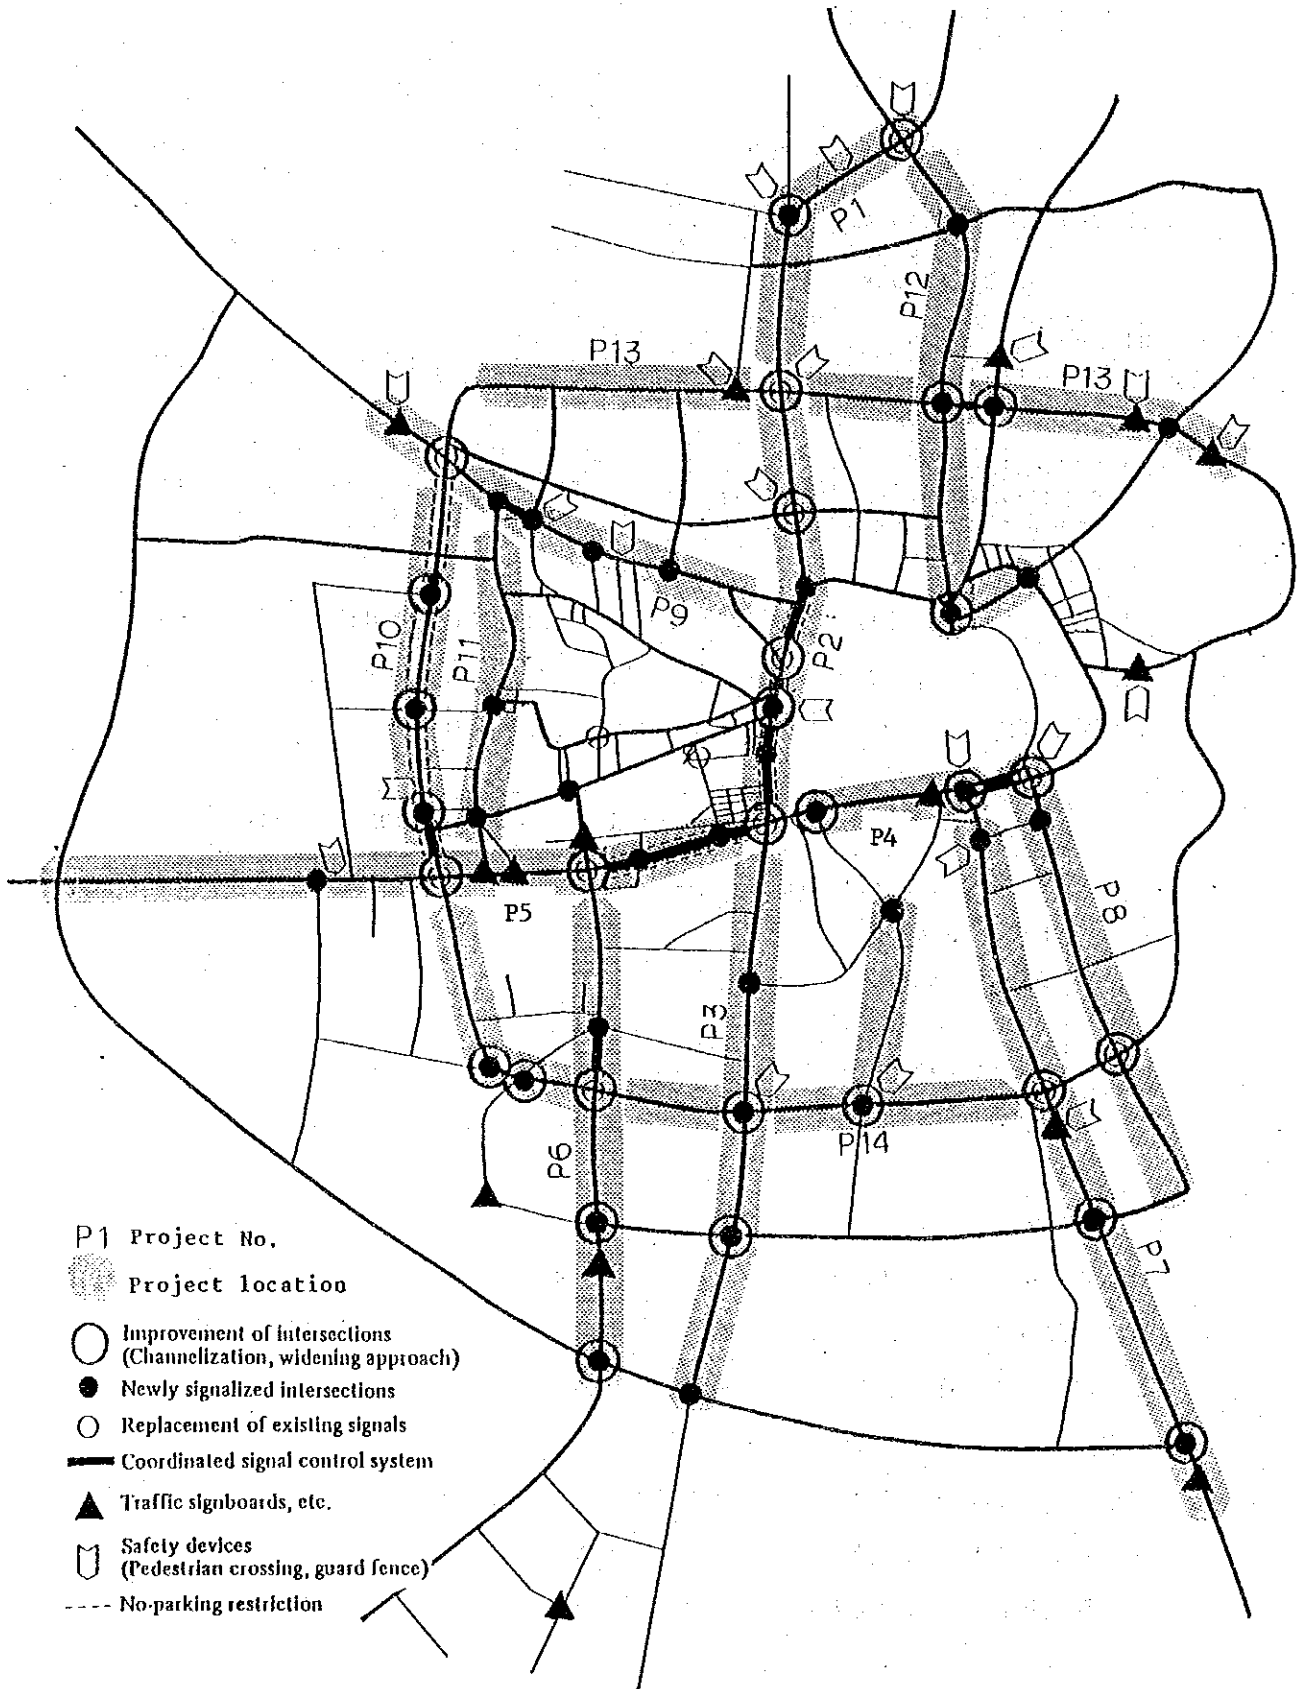 P1
P12
P13
P13
P9
P2
P10
P11
P4
P5
P8
P3
P14
P6
P7
P1 Project No.
Project location
Improvement of intersections
(Channelization, widening approach)
Newly signalized intersections
Replacement of existing signals
Coordinated signal control system
Traffic signboards, etc.
Safety devices
(Pedestrian crossing, guard fence)
No-parking restriction